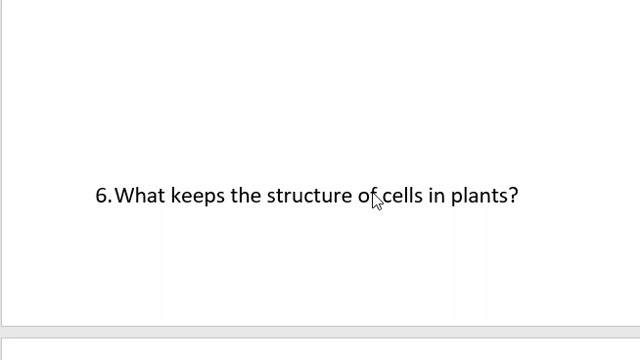 6.What keeps the structure of cells in plants?